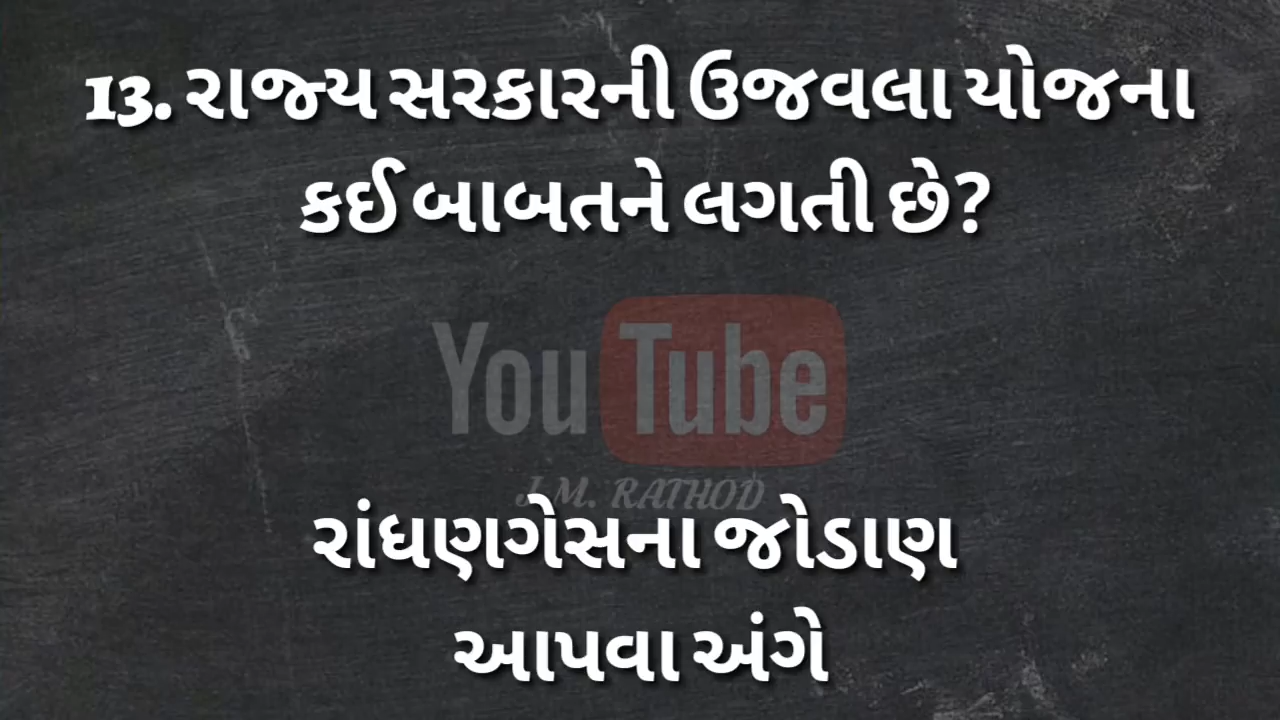 13. રાજ્ય સરકારની ઉજવલા યોજના
કઈ બાબતને લગતી છે?
YouTube
J.M. RATHOD
રાંધણગેસના જોડાણ
આપવા અંગે